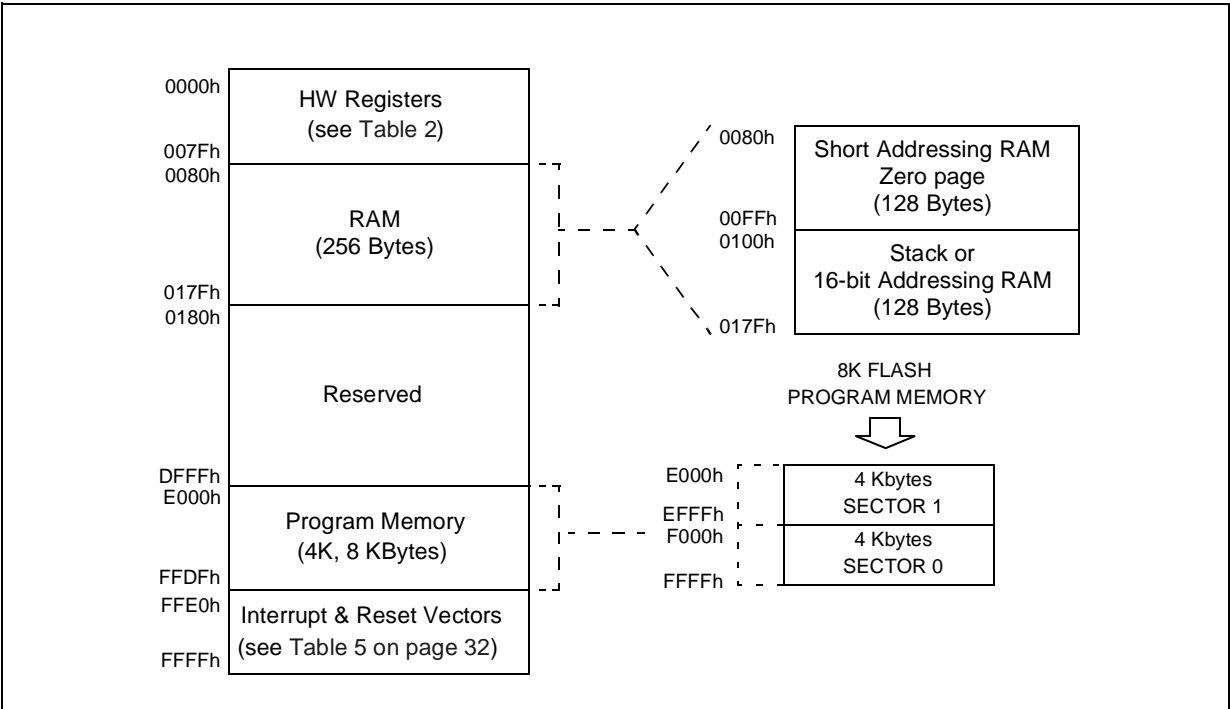 0000h
HW Registers
(see Table 2)
007Fh
0080h
RAM
(256 Bytes)
017Fh
0180h
Reserved
DFFFh
E000h
Program Memory
(4K, 8 KBytes)
FFDFh
FFE0h
Interrupt & Reset Vectors
(see Table 5 on page 32)
FFFFh
0080h
Short Addressing RAM
Zero page
(128 Bytes)
00FFh
0100h
Stack or
16-bit Addressing RAM
(128 Bytes)
017Fh
8K FLASH
PROGRAM MEMORY
E000h
4 Kbytes
SECTOR 1
EFFFh
F000h
4 Kbytes
SECTOR 0
FFFFh